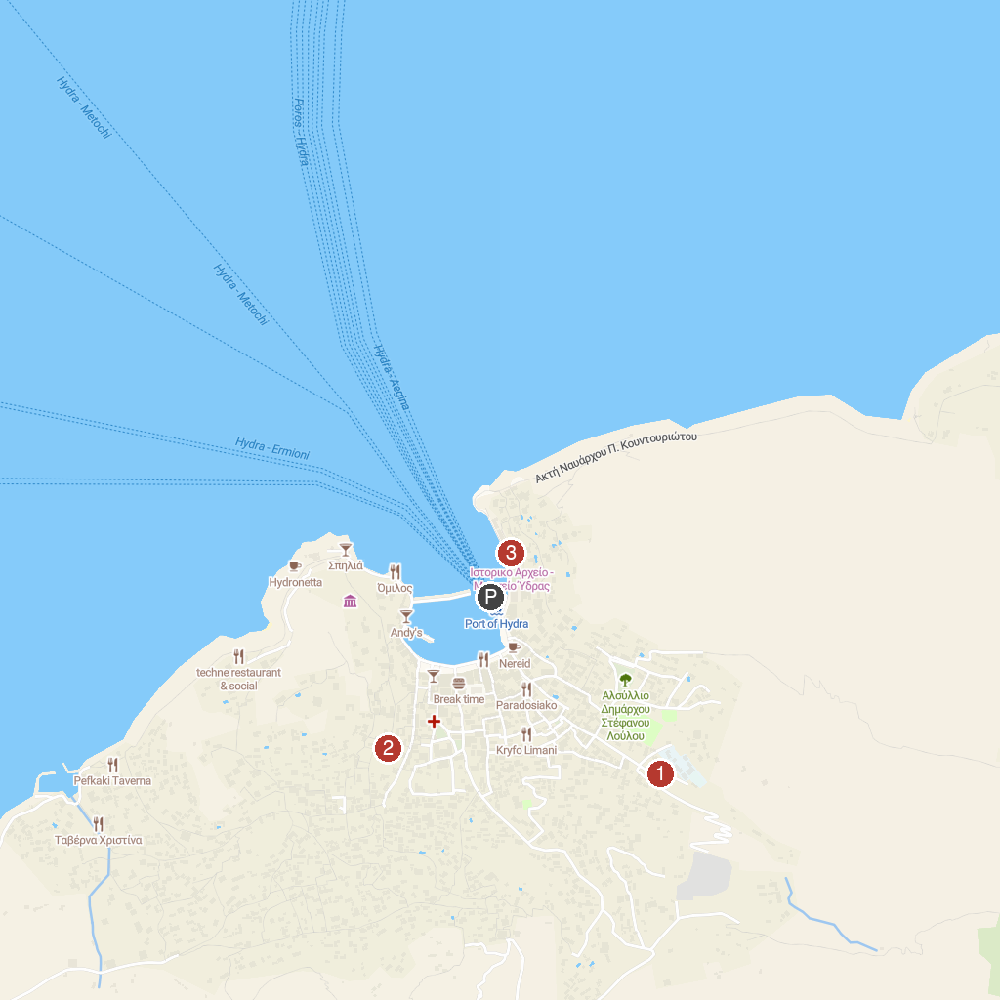 Hydra - Metochi
Poros - Hydra
Hydra - Metochi
Hydra - Aegina
Hydra - Ermioni
Ακτή Ναυάρχου Π. Κουντουριώτου
3
Ιστορικό Αρχείο -
Μ
είο Ύδρας
P
Port of Hydra
Σπηλιά
Hydronetta
Όμιλος
Andy's
Nereid
techne restaurant
& social
Break time
Paradosiako
Αλσύλλιο
Δημάρχου
Στέφανου
Λούλου
Kryfo Limani
2
1
Pefkaki Taverna
Ταβέρνα Χριστίνα